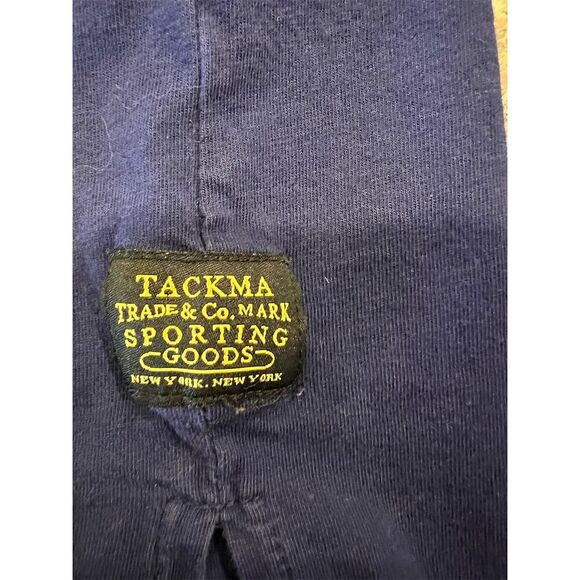 TACKMA
TRADE & Co. MARK
SPORTING
GOODS
NEW YORK. NEW YORK